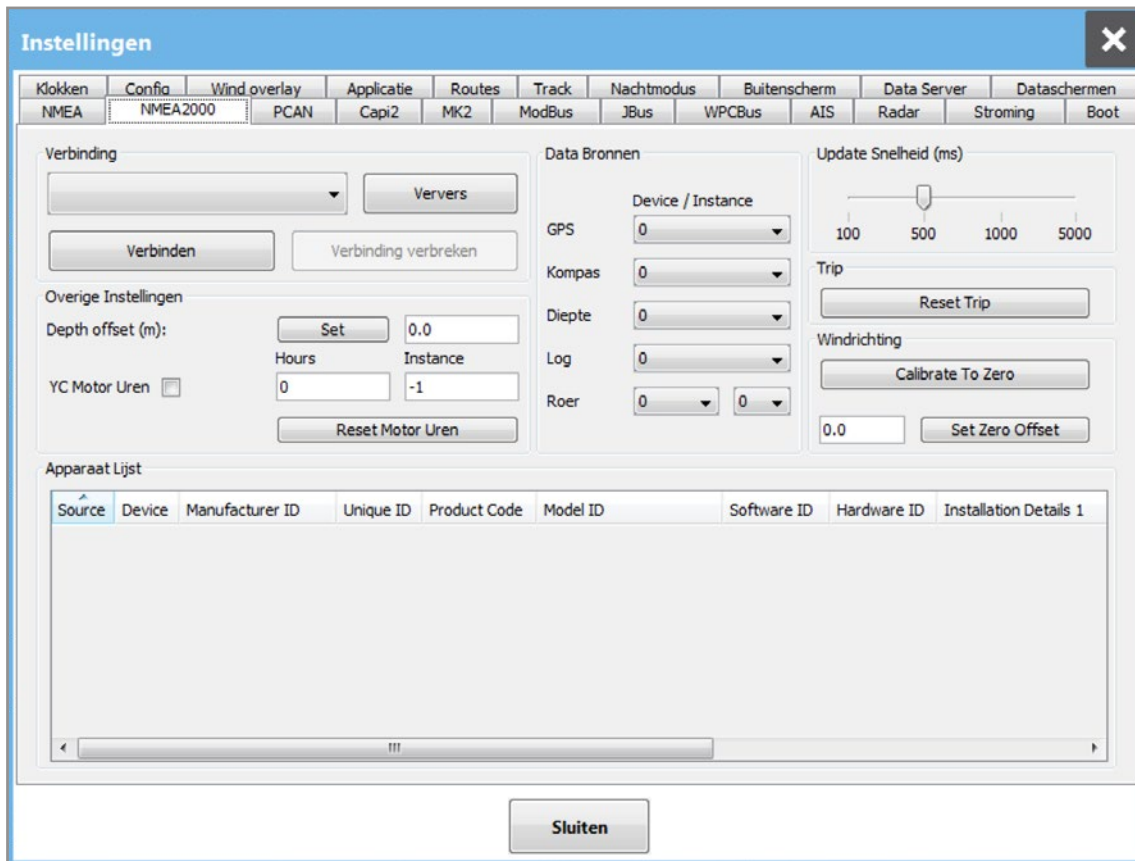 Instellingen
Klokken Config Wind overlay Applicatie Routes Track Nachtmodus Buitenscherm Data Server Dataschermen
NMEA NMEA2000 PCAN Capi2 MK2 ModBus JBus WPCBus AIS Radar Stroming Boot
Verbinding
Ververs
Verbinden Verbinding verbreken
Overige Instellingen
Depth offset (m): Set 0.0
Hours Instance
YC Motor Uren 0 -1
Reset Motor Uren
Data Bronnen
Device / Instance
GPS 0
Kompas 0
Diepte 0
Log 0
Roer 0 0
Update Snelheid (ms)
100 500 1000 5000
Trip
Reset Trip
Windrichting
Calibrate To Zero
0.0 Set Zero Offset
Apparaat Lijst
Source Device Manufacturer ID Unique ID Product Code Model ID Software ID Hardware ID Installation Details 1
Sluiten